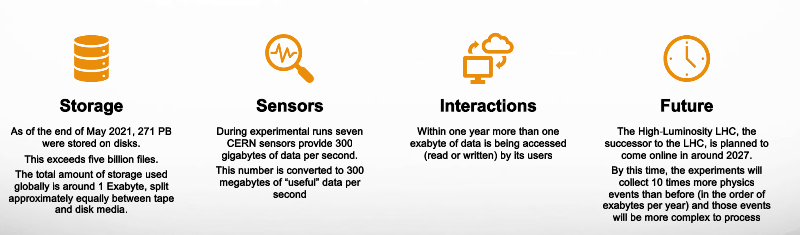 Storage
As of the end of May 2021, 271 PB
were stored on disks.
This exceeds five billion files.
The total amount of storage used
globally is around 1 Exabyte, split
approximately equally between tape
and disk media.
Sensors
During experimental runs seven
CERN sensors provide 300
gigabytes of data per second.
This number is converted to 300
megabytes of "useful" data per
second
Interactions
Within one year more than one
exabyte of data is being accessed
(read or written) by its users
Future
The High-Luminosity LHC, the
successor to the LHC, is planned to
come online in around 2027.
By this time, the experiments will
collect 10 times more physics
events than before (in the order of
exabytes per year) and those events
will be more complex to process